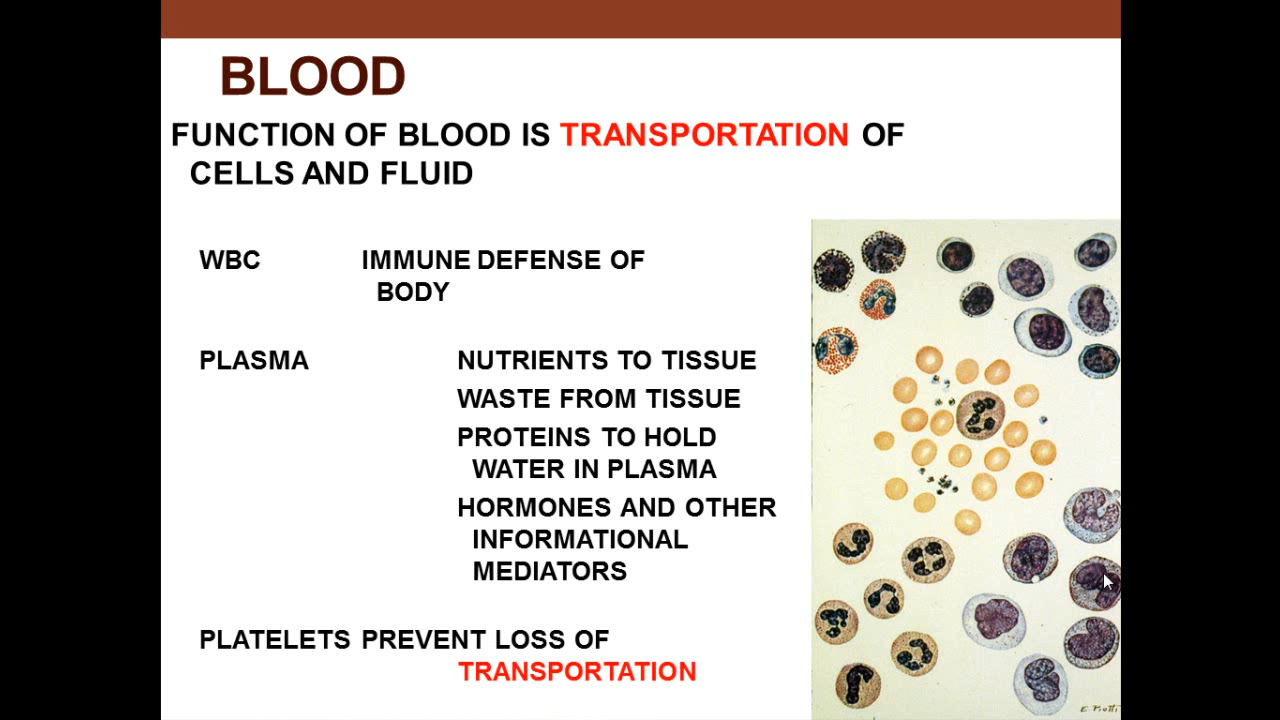 BLOOD
FUNCTION OF BLOOD IS TRANSPORTATION OF
CELLS AND FLUID
WBC IMMUNE DEFENSE OF
BODY
PLASMA NUTRIENTS TO TISSUE
WASTE FROM TISSUE
PROTEINS TO HOLD
WATER IN PLASMA
HORMONES AND OTHER
INFORMATIONAL
MEDIATORS
PLATELETS PREVENT LOSS OF
TRANSPORTATION